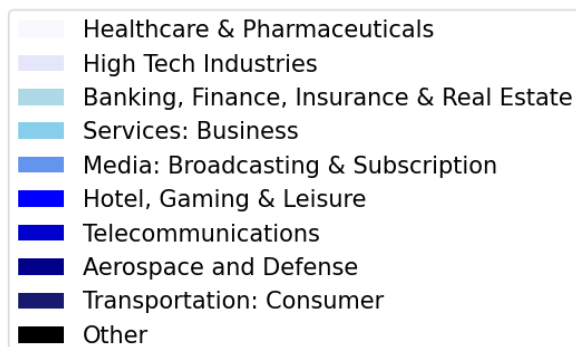 Healthcare & Pharmaceuticals
High Tech Industries
Banking, Finance, Insurance & Real Estate
Services: Business
Media: Broadcasting & Subscription
Hotel, Gaming & Leisure
Telecommunications
Aerospace and Defense
Transportation: Consumer
Other